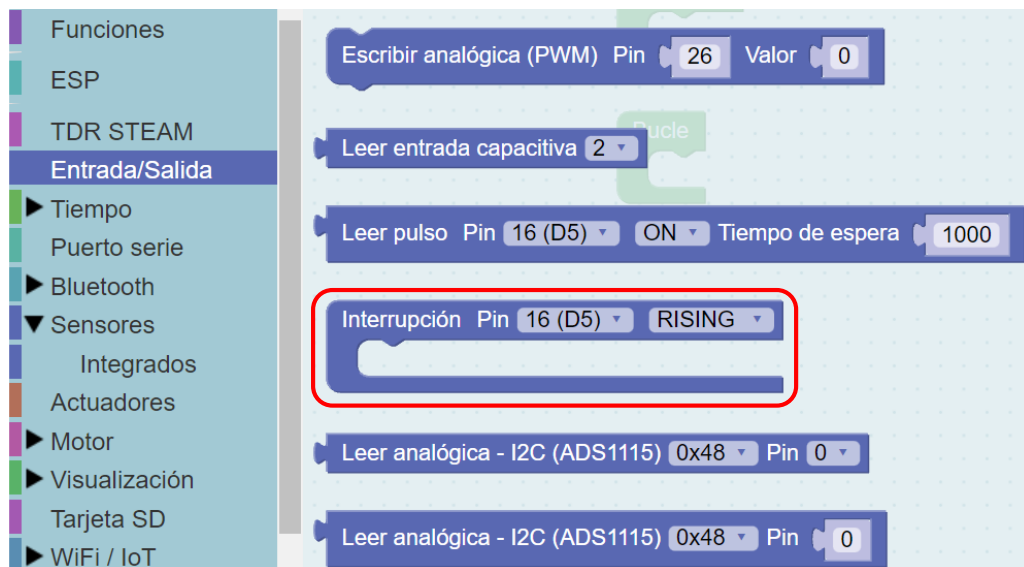 Funciones
ESP
TDR STEAM
Entrada/Salida
Tiempo
Puerto serie
Bluetooth
Sensores
Integrados
Actuadores
Motor
Visualización
Tarjeta SD
WiFi / IoT
Escribir analógica (PWM) Pin 26 Valor 0
Bucle
Leer entrada capacitiva 2
Leer pulso Pin 16 (D5) ON Tiempo de espera 1000
Interrupción Pin 16 (D5) RISING
Leer analógica - I2C (ADS1115) 0x48 Pin 0
Leer analógica - I2C (ADS1115) 0x48 Pin 0